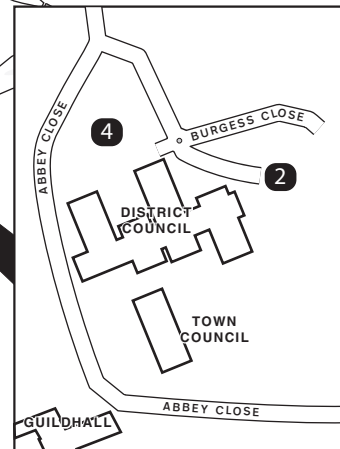 ABBEY CLOSE
4
BURGESS CLOSE
2
DISTRICT
COUNCIL
TOWN
COUNCIL
ABBEY CLOSE
GUILDHALL